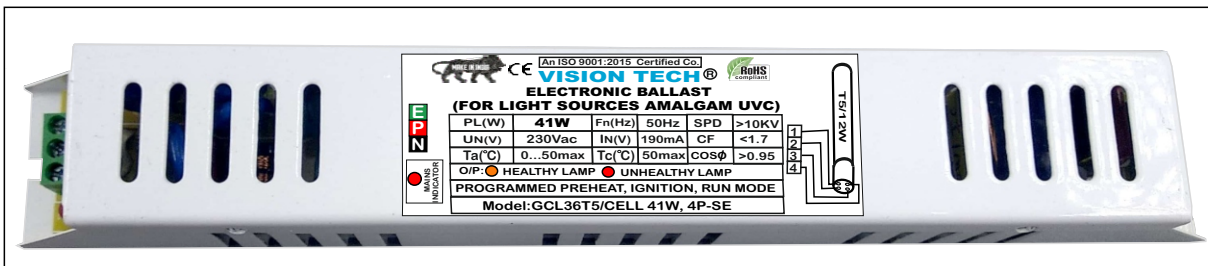 MAKE IN INDIA
CE An ISO 9001:2015 Certified Co.
VISION TECH®
RoHS
compliant
ELECTRONIC BALLAST
(FOR LIGHT SOURCES AMALGAM UVC)
E
P
N
MAINS
INDICATOR
PL(W) 41W Fn(Hz) 50Hz SPD >10KV
UN(V) 230Vac IN(V) 190mA CF <1.7
Ta(℃) 0...50max Tc(℃) 50max COSϕ >0.95
O/P: HEALTHY LAMP UNHEALTHY LAMP
PROGRAMMED PREHEAT, IGNITION, RUN MODE
Model:GCL36T5/CELL 41W, 4P-SE
1
2
3
4
T5/12W